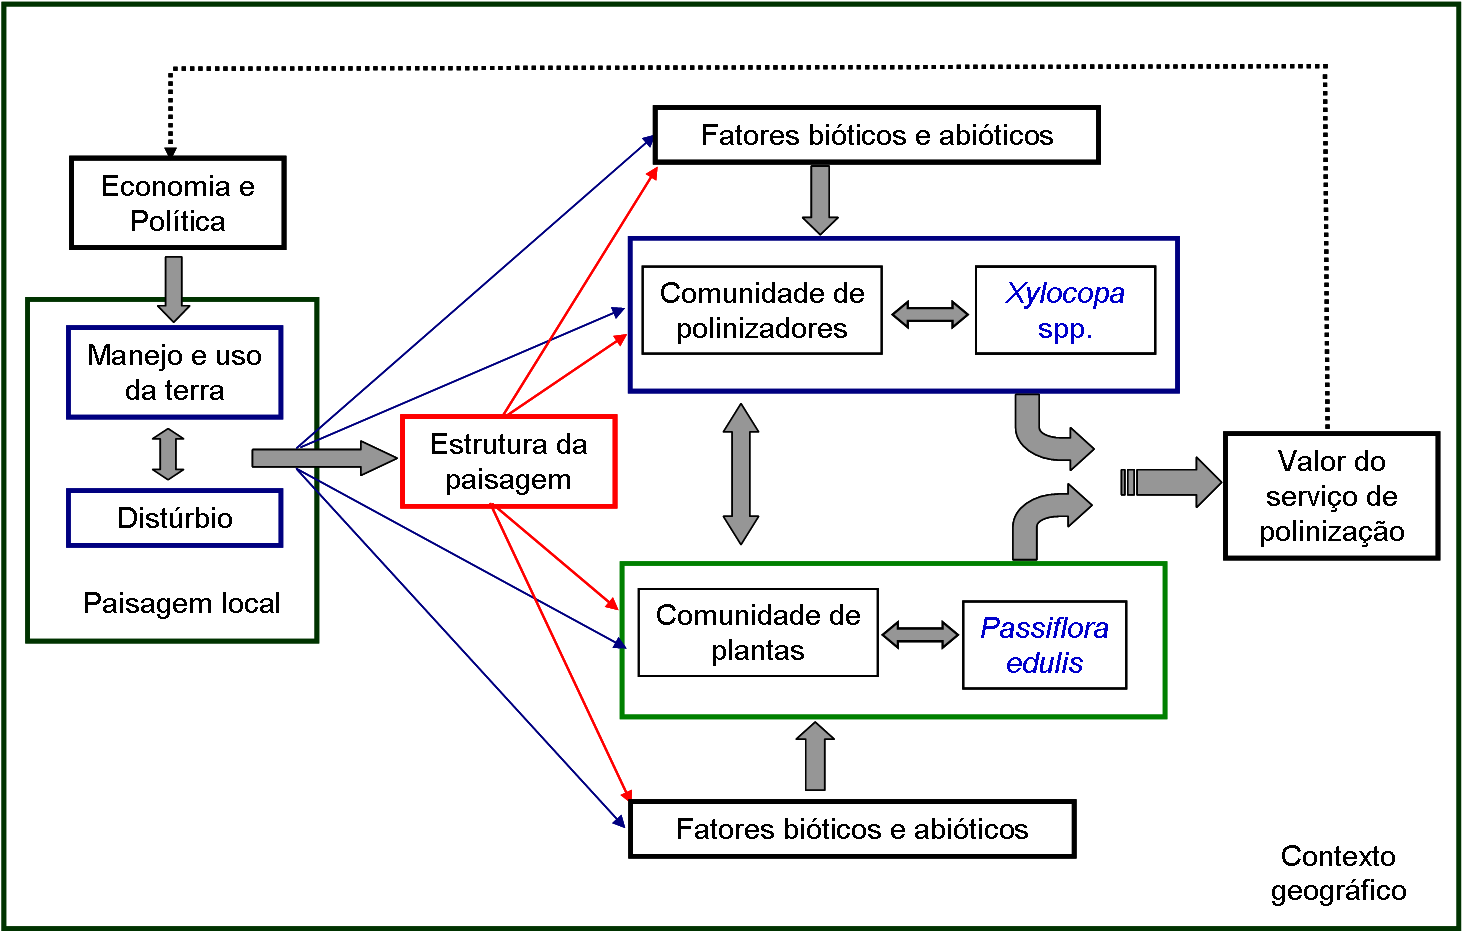 Fatores bióticos e abióticos
Economia e
Política
Comunidade de
polinizadores
Xylocopa
spp.
Manejo e uso
da terra
Estrutura da
paisagem
Distúrbio
Paisagem local
Valor do
serviço de
polinização
Comunidade de
plantas
Passiflora
edulis
Fatores bióticos e abióticos
Contexto
geográfico